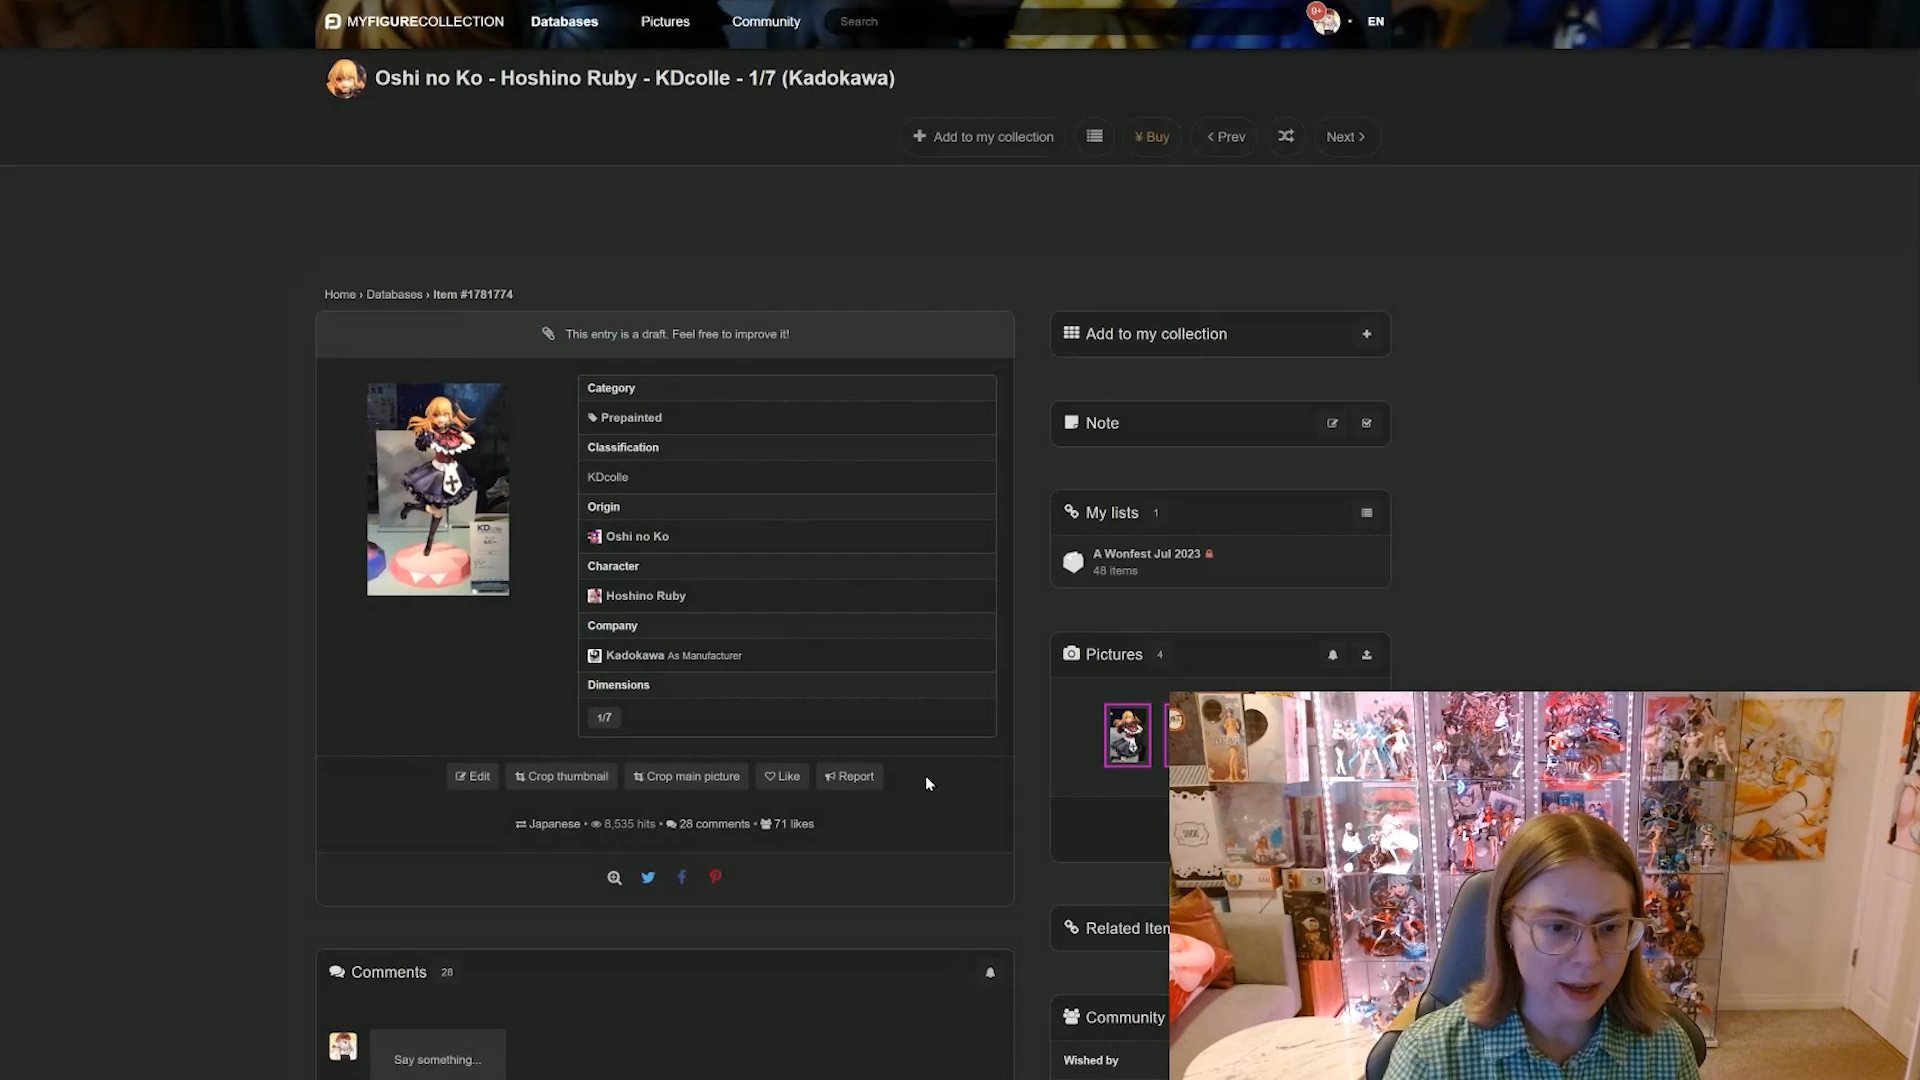 MYFIGURECOLLECTION
Databases
Pictures
Community
Search
9+
EN
Oshi no Ko - Hoshino Ruby - KDcolle - 1/7 (Kadokawa)
Add to my collection
¥ Buy
Prev
Next
Home › Databases › Item #1781774
This entry is a draft. Feel free to improve it!
Category
Prepainted
Classification
KDcolle
Origin
Oshi no Ko
Character
Hoshino Ruby
Company
Kadokawa As Manufacturer
Dimensions
1/7
Edit
Crop thumbnail
Crop main picture
Like
Report
Japanese • 8,535 hits • 28 comments • 71 likes
Comments 28
Say something...
Add to my collection
Note
My lists 1
A Wonfest Jul 2023
48 items
Pictures 4
Community
Wished by
KD